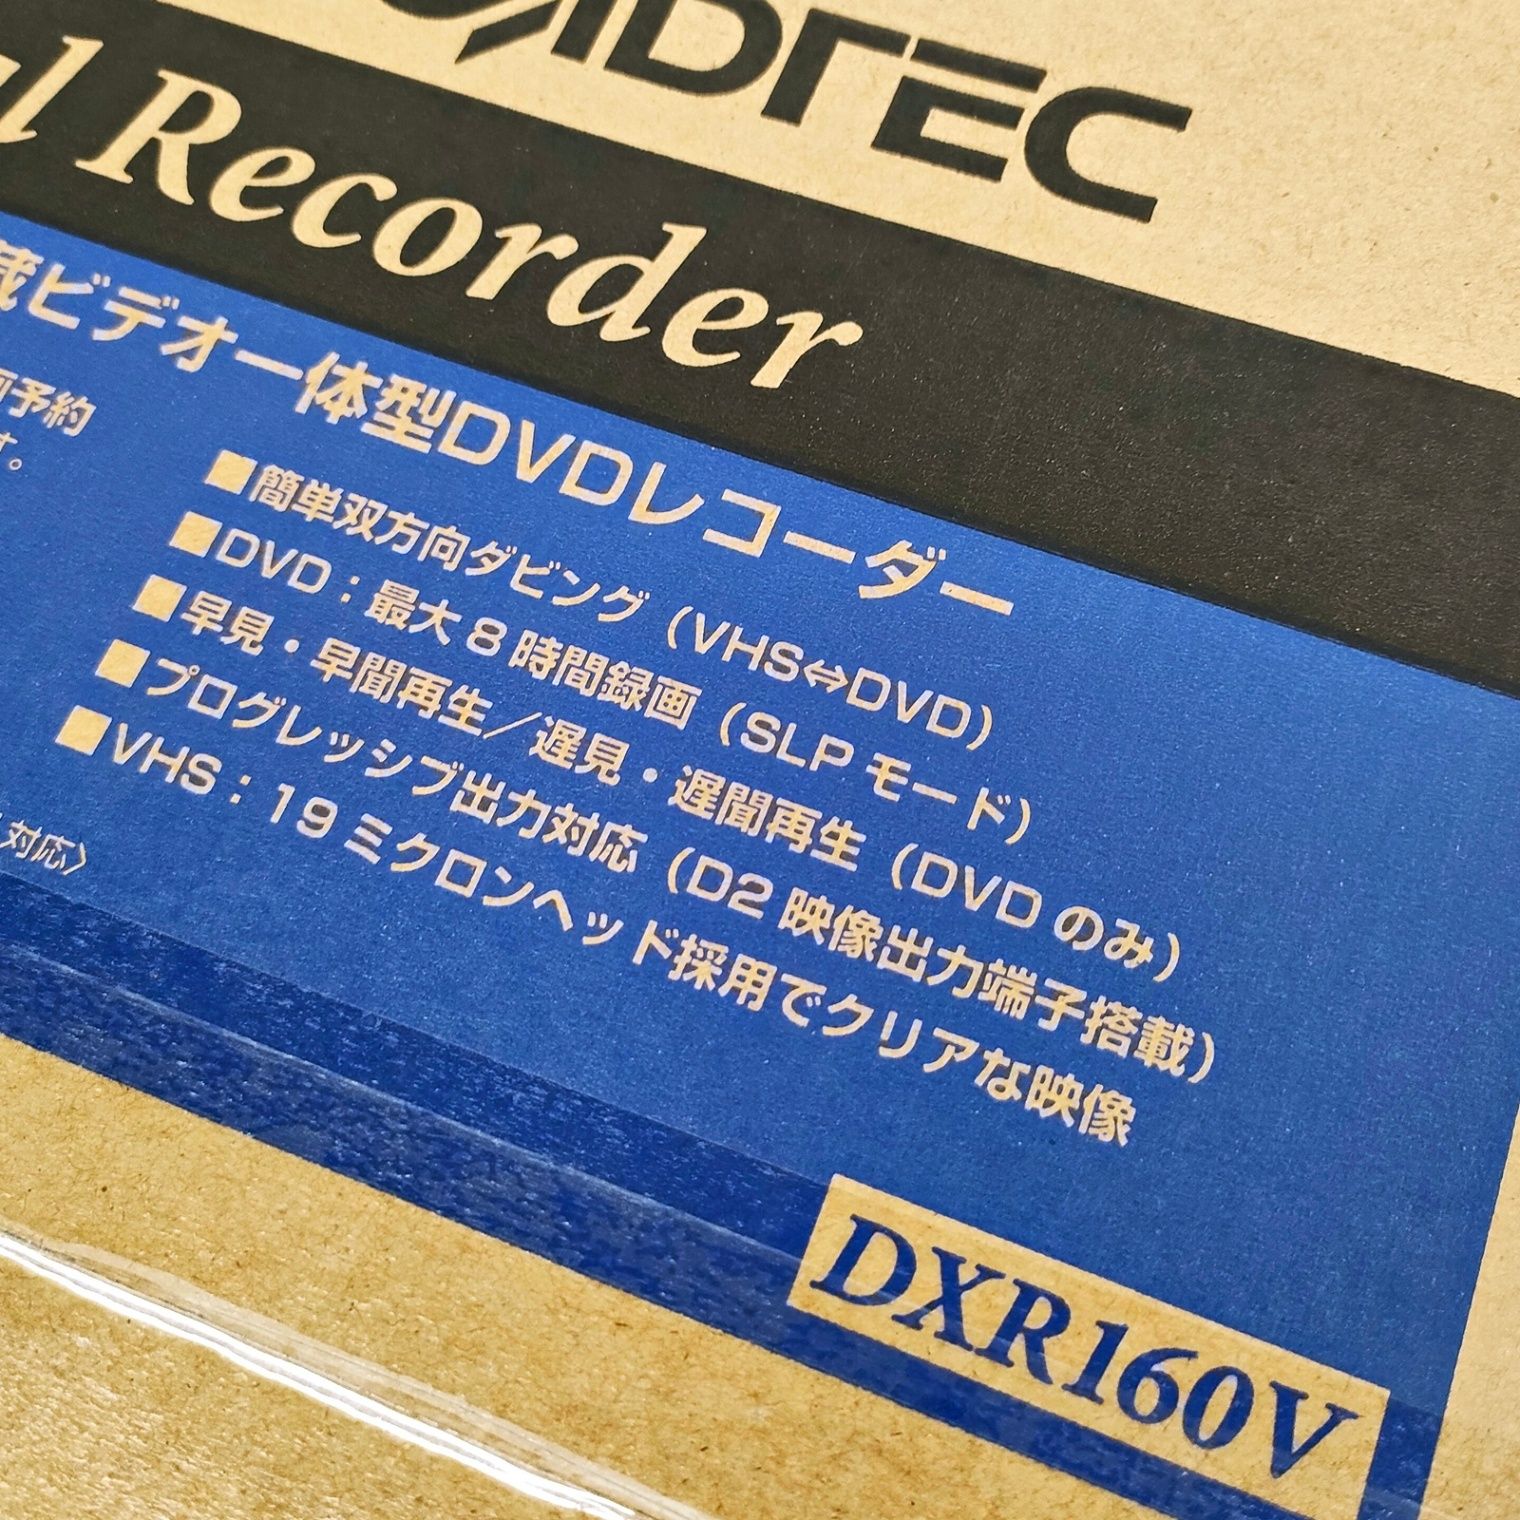 ADTEC
al Recorder
蔵ビデオ一体型DVDレコーダー
予約
す。
■簡単双方向ダビング（VHS⇔DVD）
■DVD：最大8時間録画（SLPモード）
■早見・早聞再生／遅見・遅聞再生（DVDのみ）
■プログレッシブ出力対応（D2映像出力端子搭載）
■VHS：19ミクロンヘッド採用でクリアな映像
対応〉
DXR160V